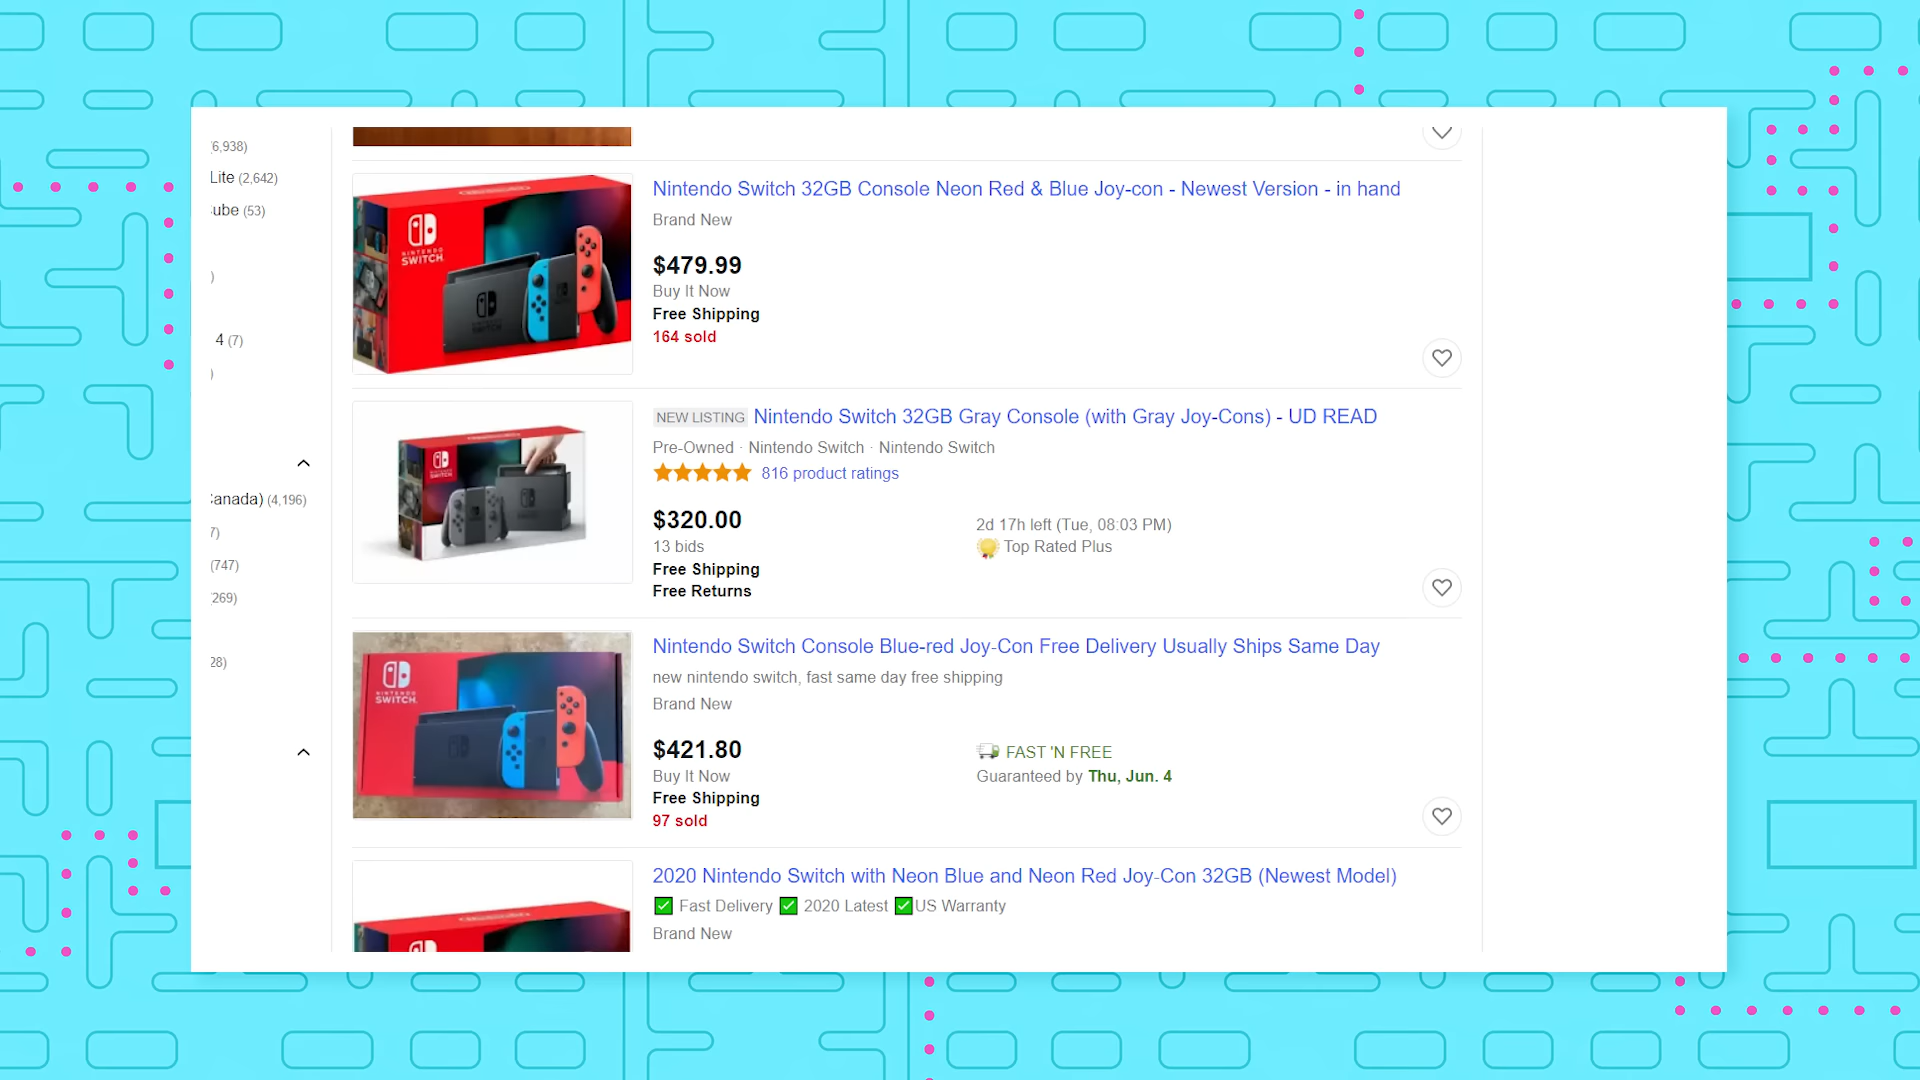 6,938)
Lite (2,642)
ube (53)
)
4 (7)
)
anada) (4,196)
7)
(747)
269)
28)
NINTENDO
SWITCH
Nintendo Switch 32GB Console Neon Red & Blue Joy-con - Newest Version - in hand
Brand New
$479.99
Buy It Now
Free Shipping
164 sold
NEW LISTING Nintendo Switch 32GB Gray Console (with Gray Joy-Cons) - UD READ
Pre-Owned · Nintendo Switch · Nintendo Switch
816 product ratings
$320.00
13 bids
Free Shipping
Free Returns
2d 17h left (Tue, 08:03 PM)
Top Rated Plus
NINTENDO
SWITCH.
Nintendo Switch Console Blue-red Joy-Con Free Delivery Usually Ships Same Day
new nintendo switch, fast same day free shipping
Brand New
$421.80
Buy It Now
Free Shipping
97 sold
FAST 'N FREE
Guaranteed by Thu, Jun. 4
2020 Nintendo Switch with Neon Blue and Neon Red Joy-Con 32GB (Newest Model)
✅ Fast Delivery ✅ 2020 Latest ✅US Warranty
Brand New